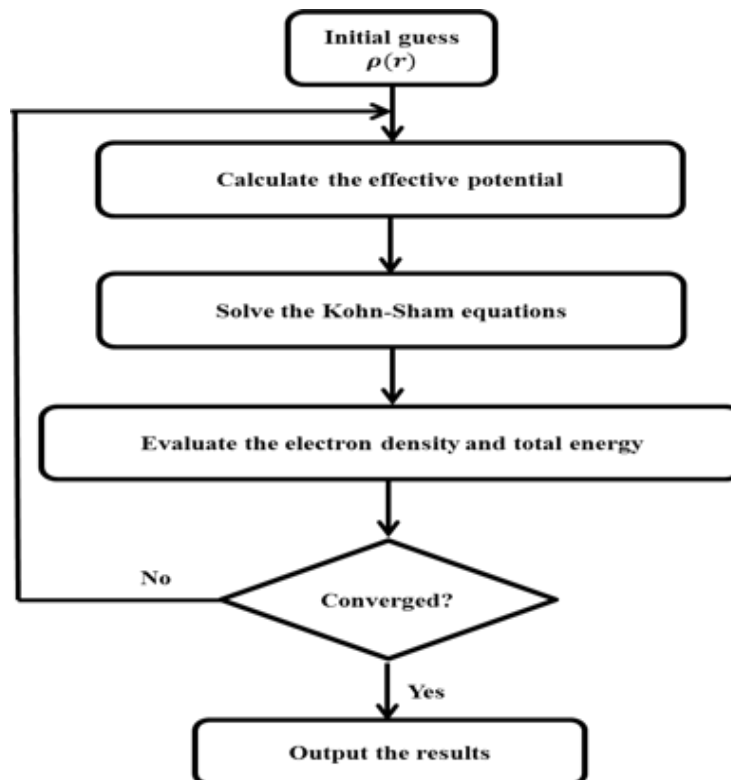 Initial guess
ρ(r)
Calculate the effective potential
Solve the Kohn-Sham equations
Evaluate the electron density and total energy
No
Converged?
Yes
Output the results